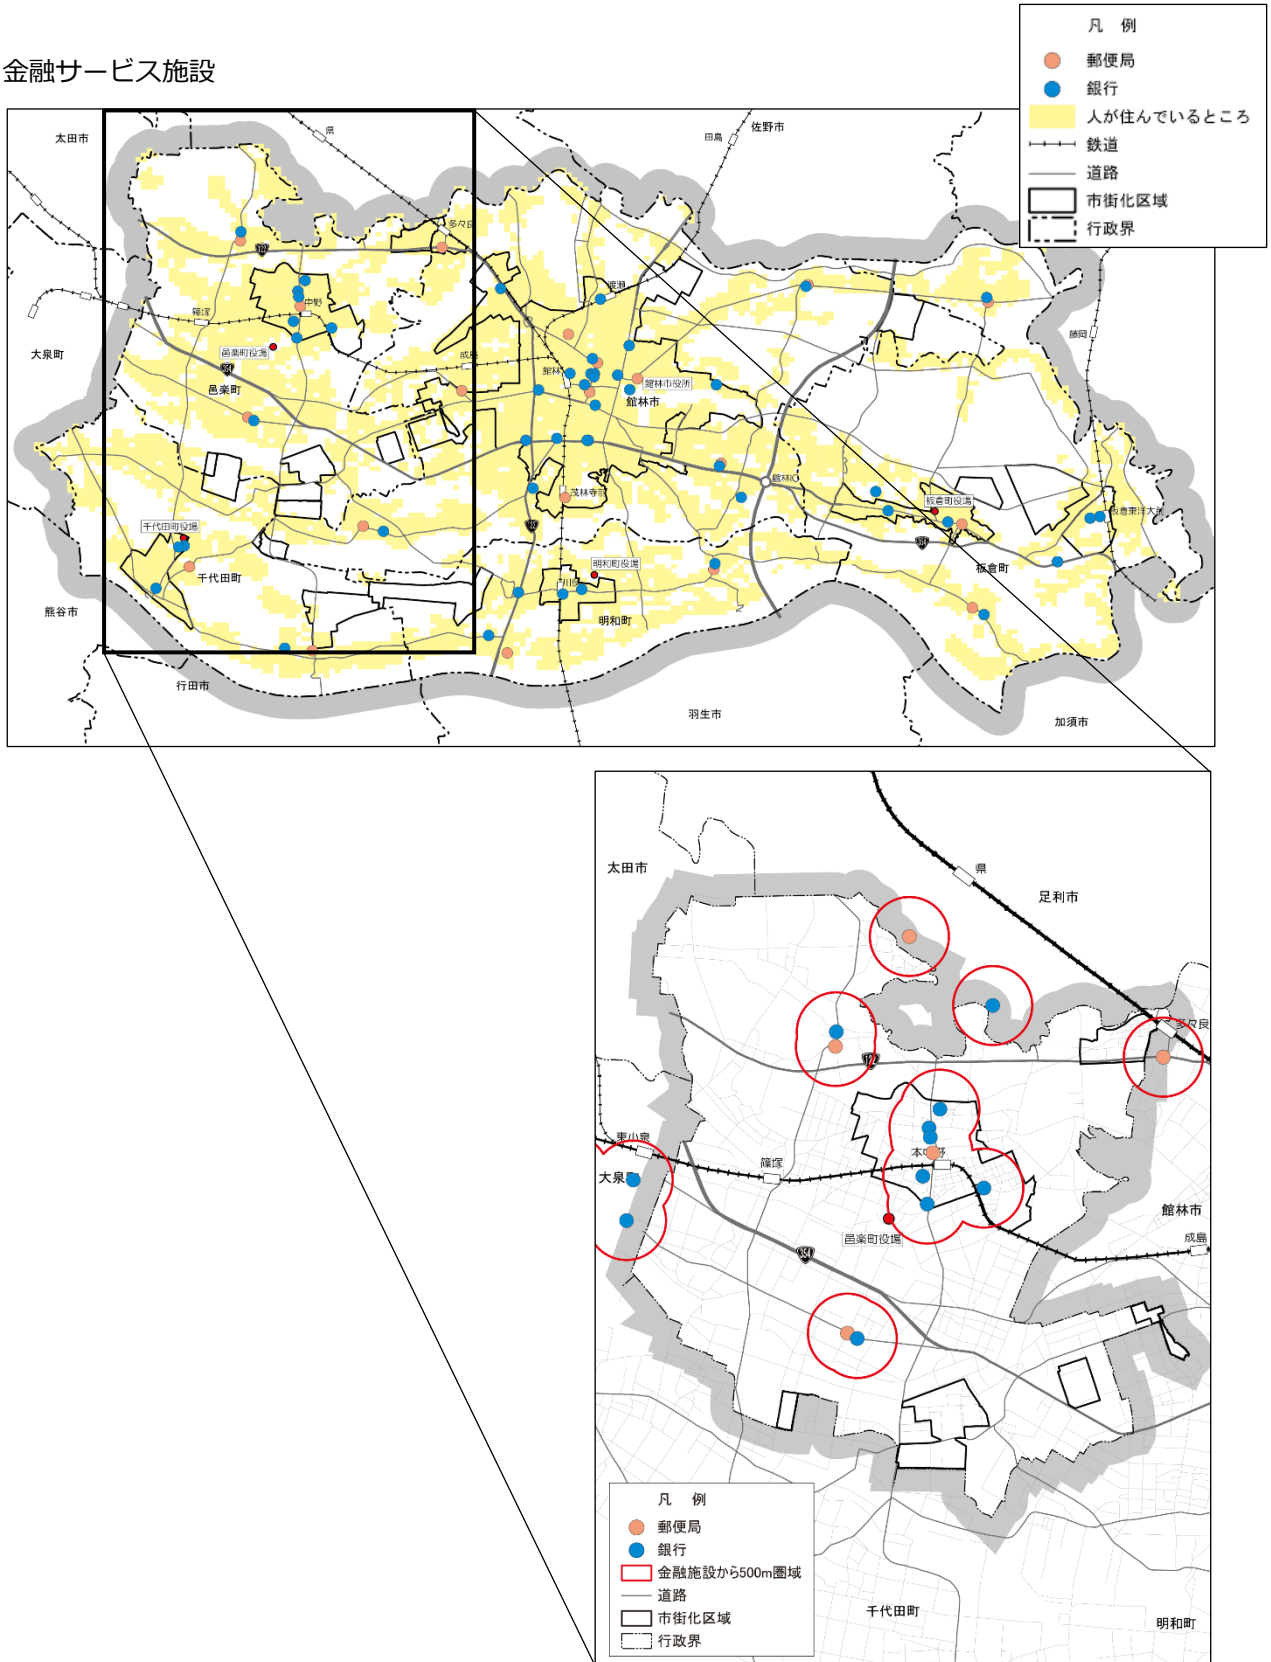 金融サービス施設
凡 例
郵便局
銀行
人が住んでいるところ
鉄道
道路
市街化区域
行政界
太田市
県
田島
佐野市
多々良
122
渡瀬
藤岡
篠塚
中野
大泉町
邑楽町役場
354
邑楽町
成島
館林
館林市役所
館林市
茂林寺前
館林IC
板倉町役場
板倉東洋大前
354
板倉町
千代田町役場
千代田町
122
明和町役場
川俣
明和町
熊谷市
行田市
羽生市
加須市
太田市
県
足利市
多々良
122
東小泉
大泉町
篠塚
本中野
邑楽町役場
館林市
成島
354
千代田町
明和町
凡 例
郵便局
銀行
金融施設から500m圏域
道路
市街化区域
行政界